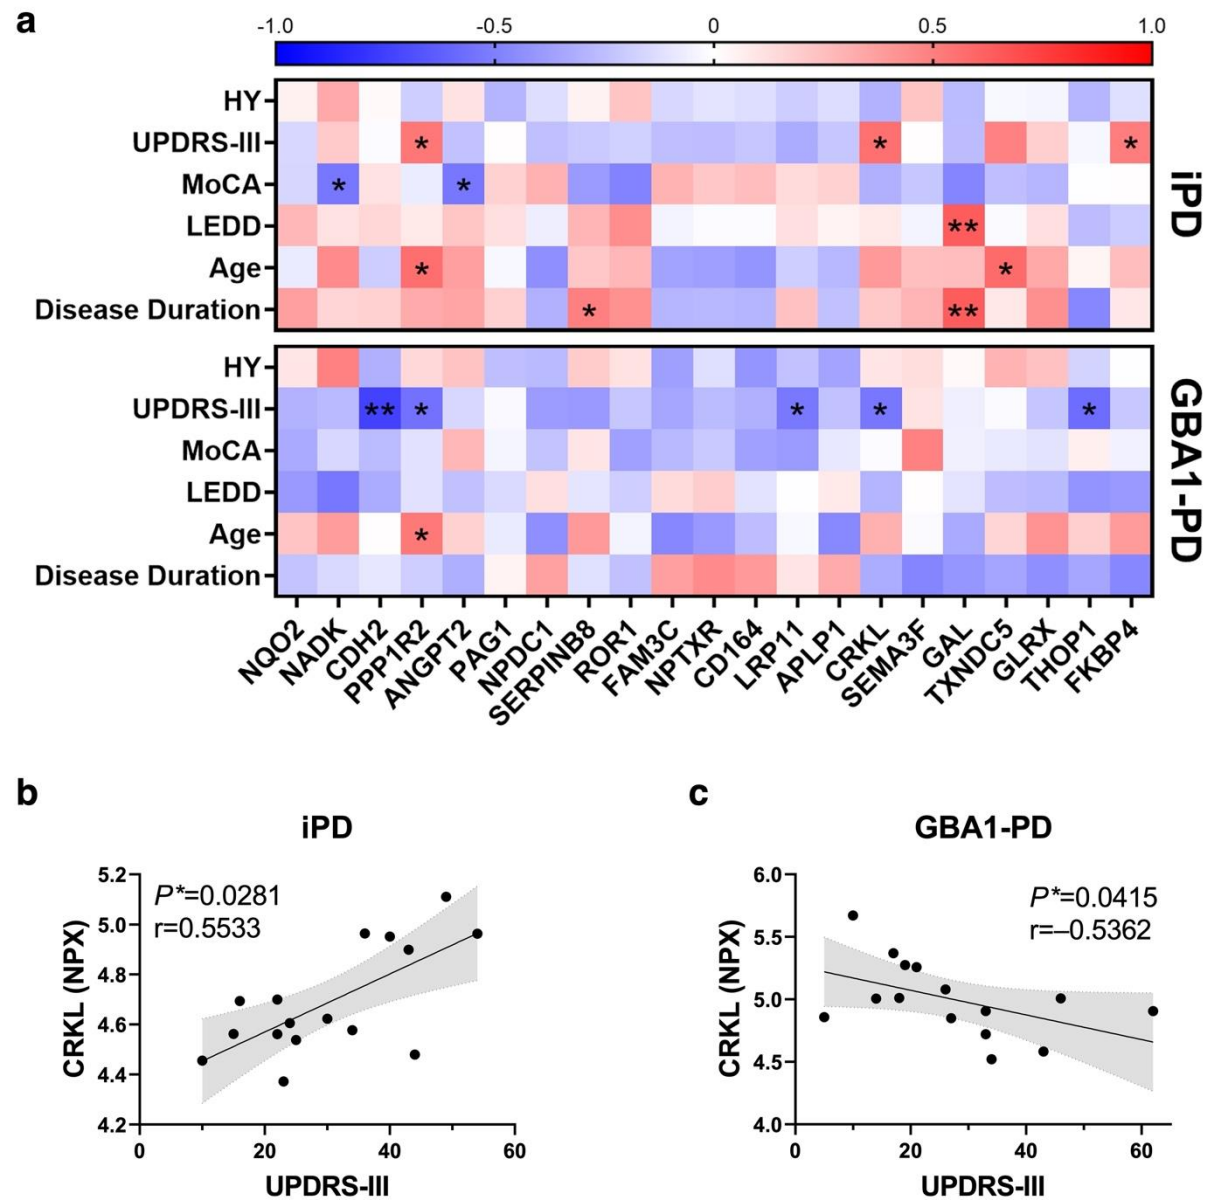 a
-1.0 -0.5 0 0.5 1.0
HY
UPDRS-III * * *
MoCA * *
LEDD **
Age * *
Disease Duration * **
iPD
HY
UPDRS-III ** * * * *
MoCA
LEDD
Age *
Disease Duration
GBA1-PD
NQO2 NADK CDH2 PPP1R2 ANGPT2 PAG1 NPDC1 SERPINB8 ROR1 FAM3C NPTXR CD164 LRP11 APLP1 CRKL SEMA3F GAL TXNDC5 GLRX THOP1 FKBP4
b
iPD
P*=0.0281
r=0.5533
CRKL (NPX)
5.2
5.0
4.8
4.6
4.4
4.2
0 20 40 60
UPDRS-III
c
GBA1-PD
P*=0.0415
r=–0.5362
CRKL (NPX)
6.0
5.5
5.0
4.5
4.0
0 20 40 60
UPDRS-III